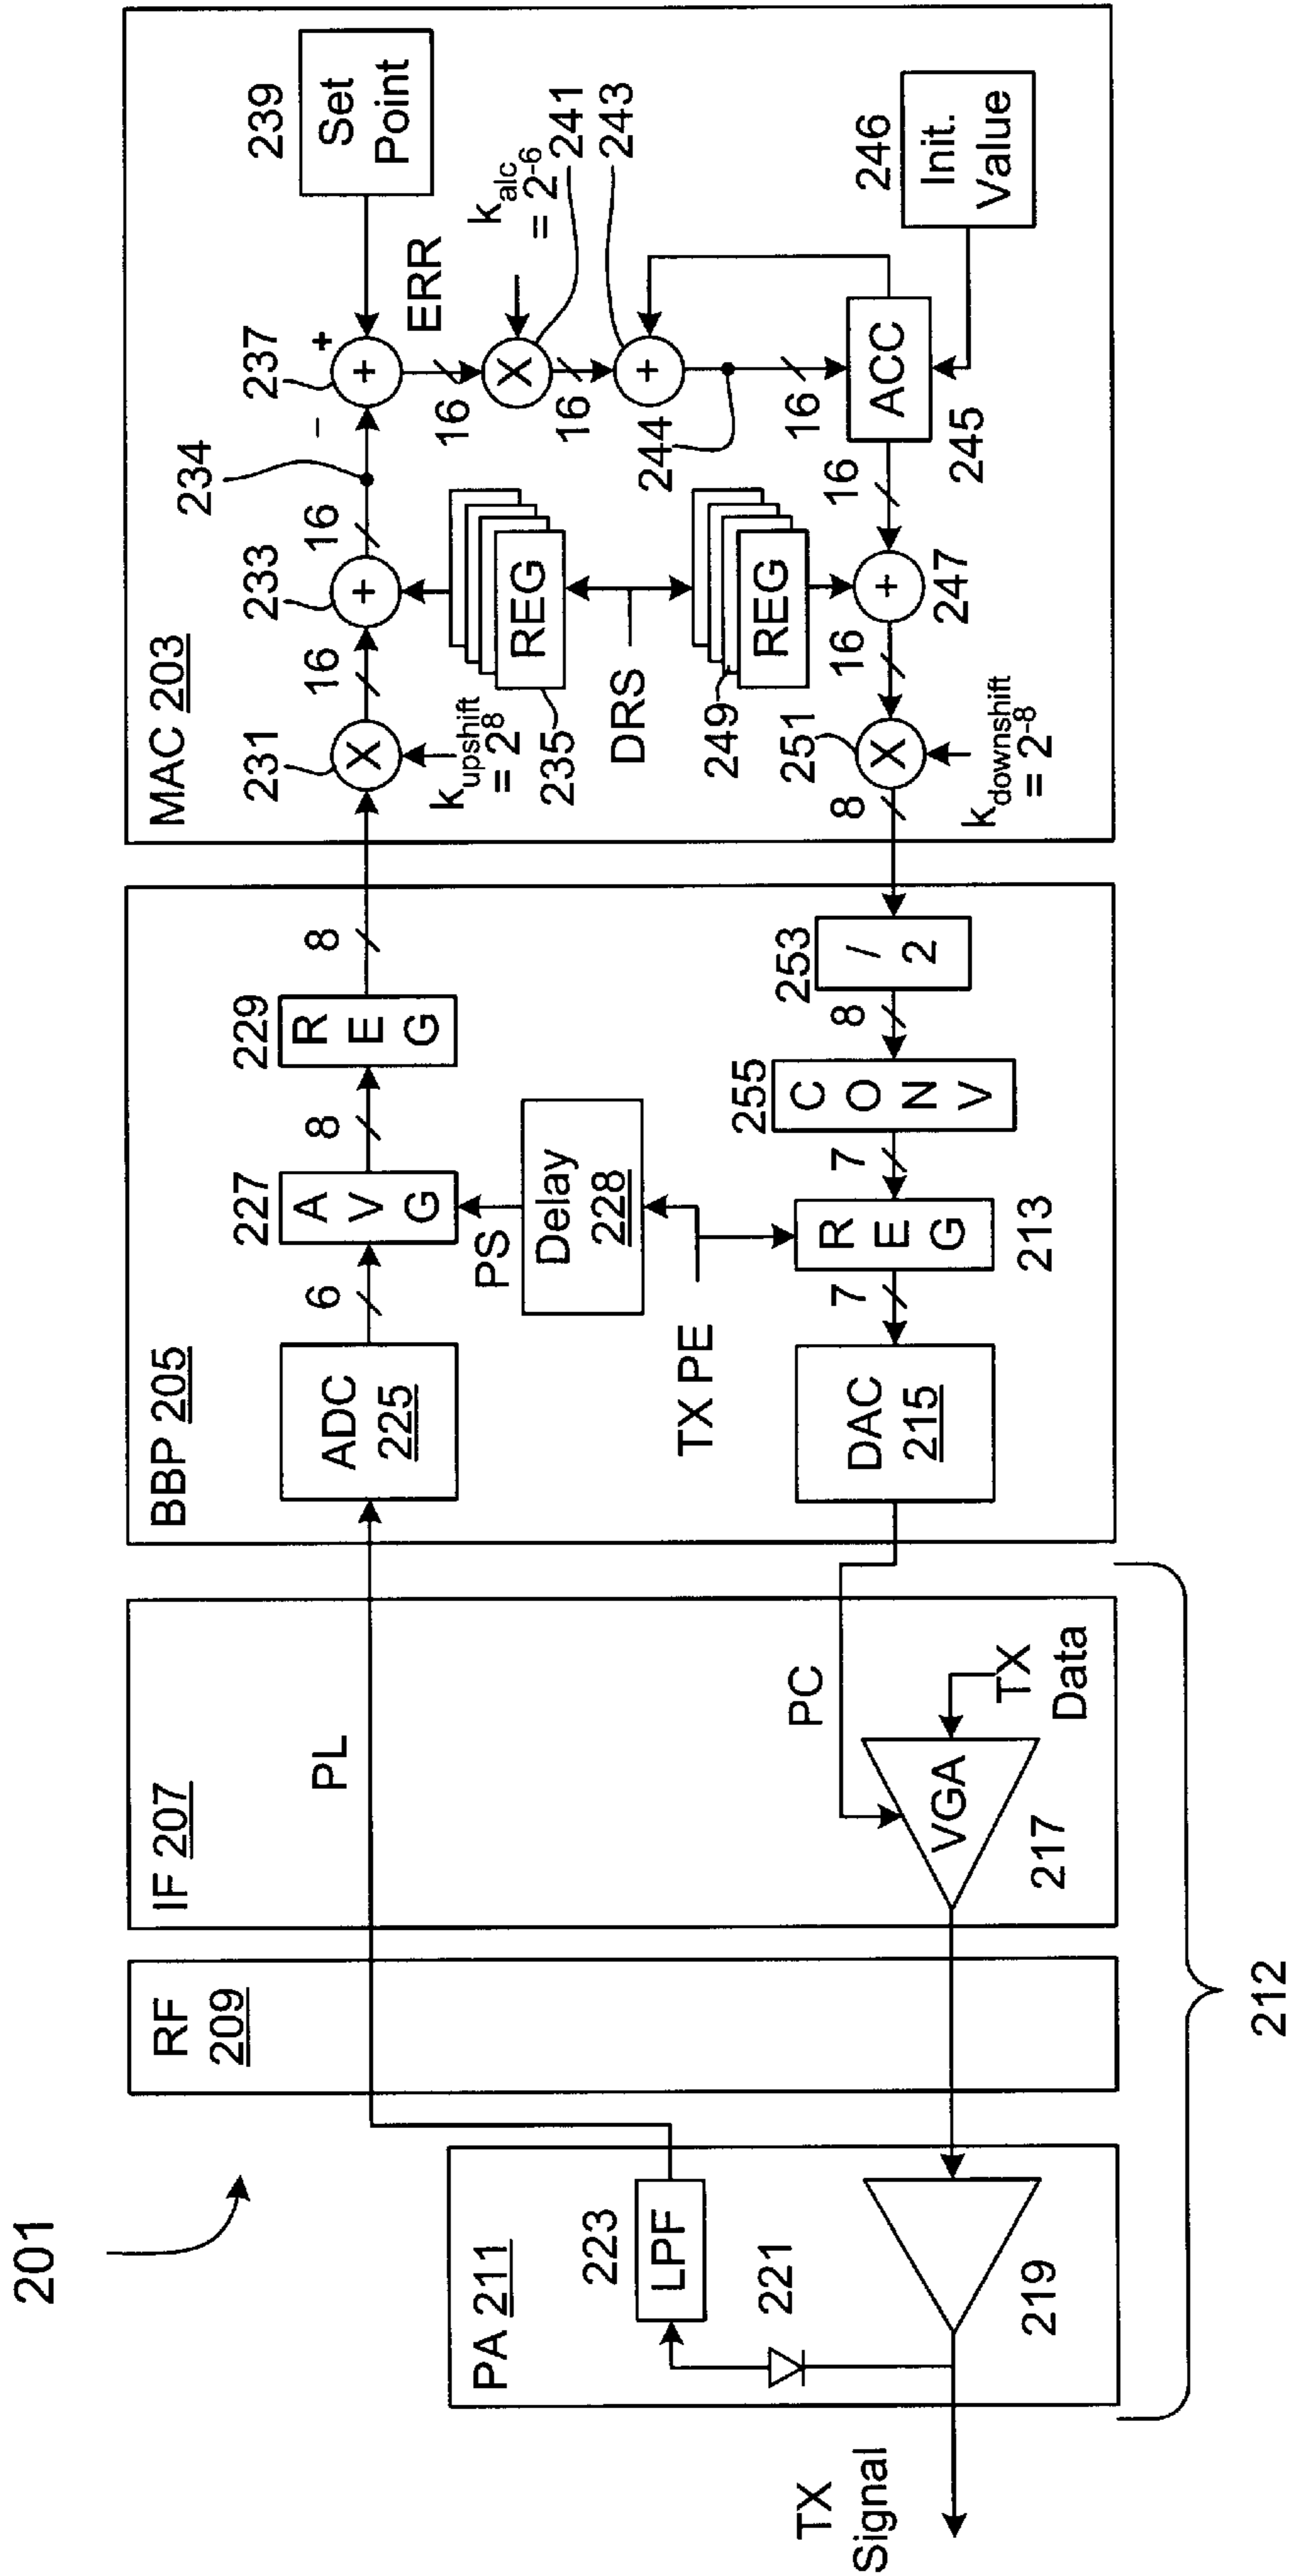 201
MAC 203
BBP 205
IF 207
RF
209
PA 211
212
239
Set
Point
237
+
+
−
ERR
234
16
233
+
16
231
X
k upshift
= 2 8
235
REG
DRS
249
REG
16
X
k alc
= 2 -6
241
16
+
243
244
16
ACC
245
246
Init.
Value
16
+
247
16
251
X
k downshift
= 2 -8
8
8
229
R
E
G
8
227
A
V
G
6
ADC
225
PS
Delay
228
TX PE
253
/
2
8
255
C
O
N
V
7
R
E
G
213
7
DAC
215
PL
PC
VGA
217
TX
Data
223
LPF
221
219
TX
Signal